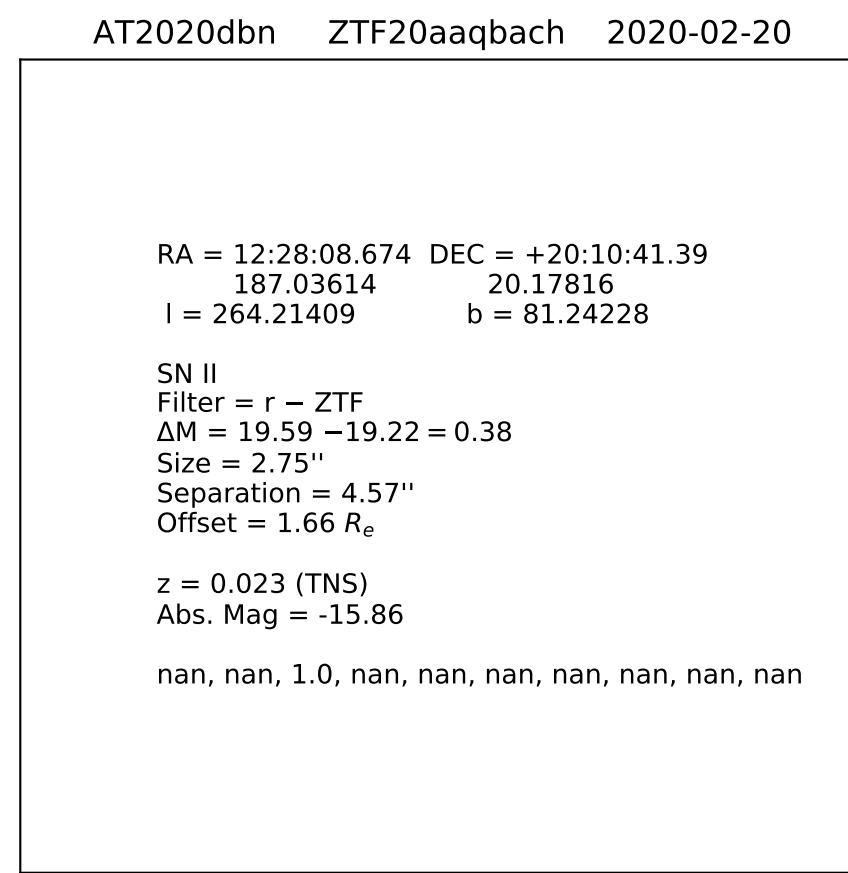 AT2020dbn ZTF20aaqbach 2020-02-20
RA = 12:28:08.674 DEC = +20:10:41.39
187.03614 20.17816
l = 264.21409 b = 81.24228
SN II
Filter = r − ZTF
ΔM = 19.59 −19.22 = 0.38
Size = 2.75''
Separation = 4.57''
Offset = 1.66 Rₑ
z = 0.023 (TNS)
Abs. Mag = -15.86
nan, nan, 1.0, nan, nan, nan, nan, nan, nan, nan